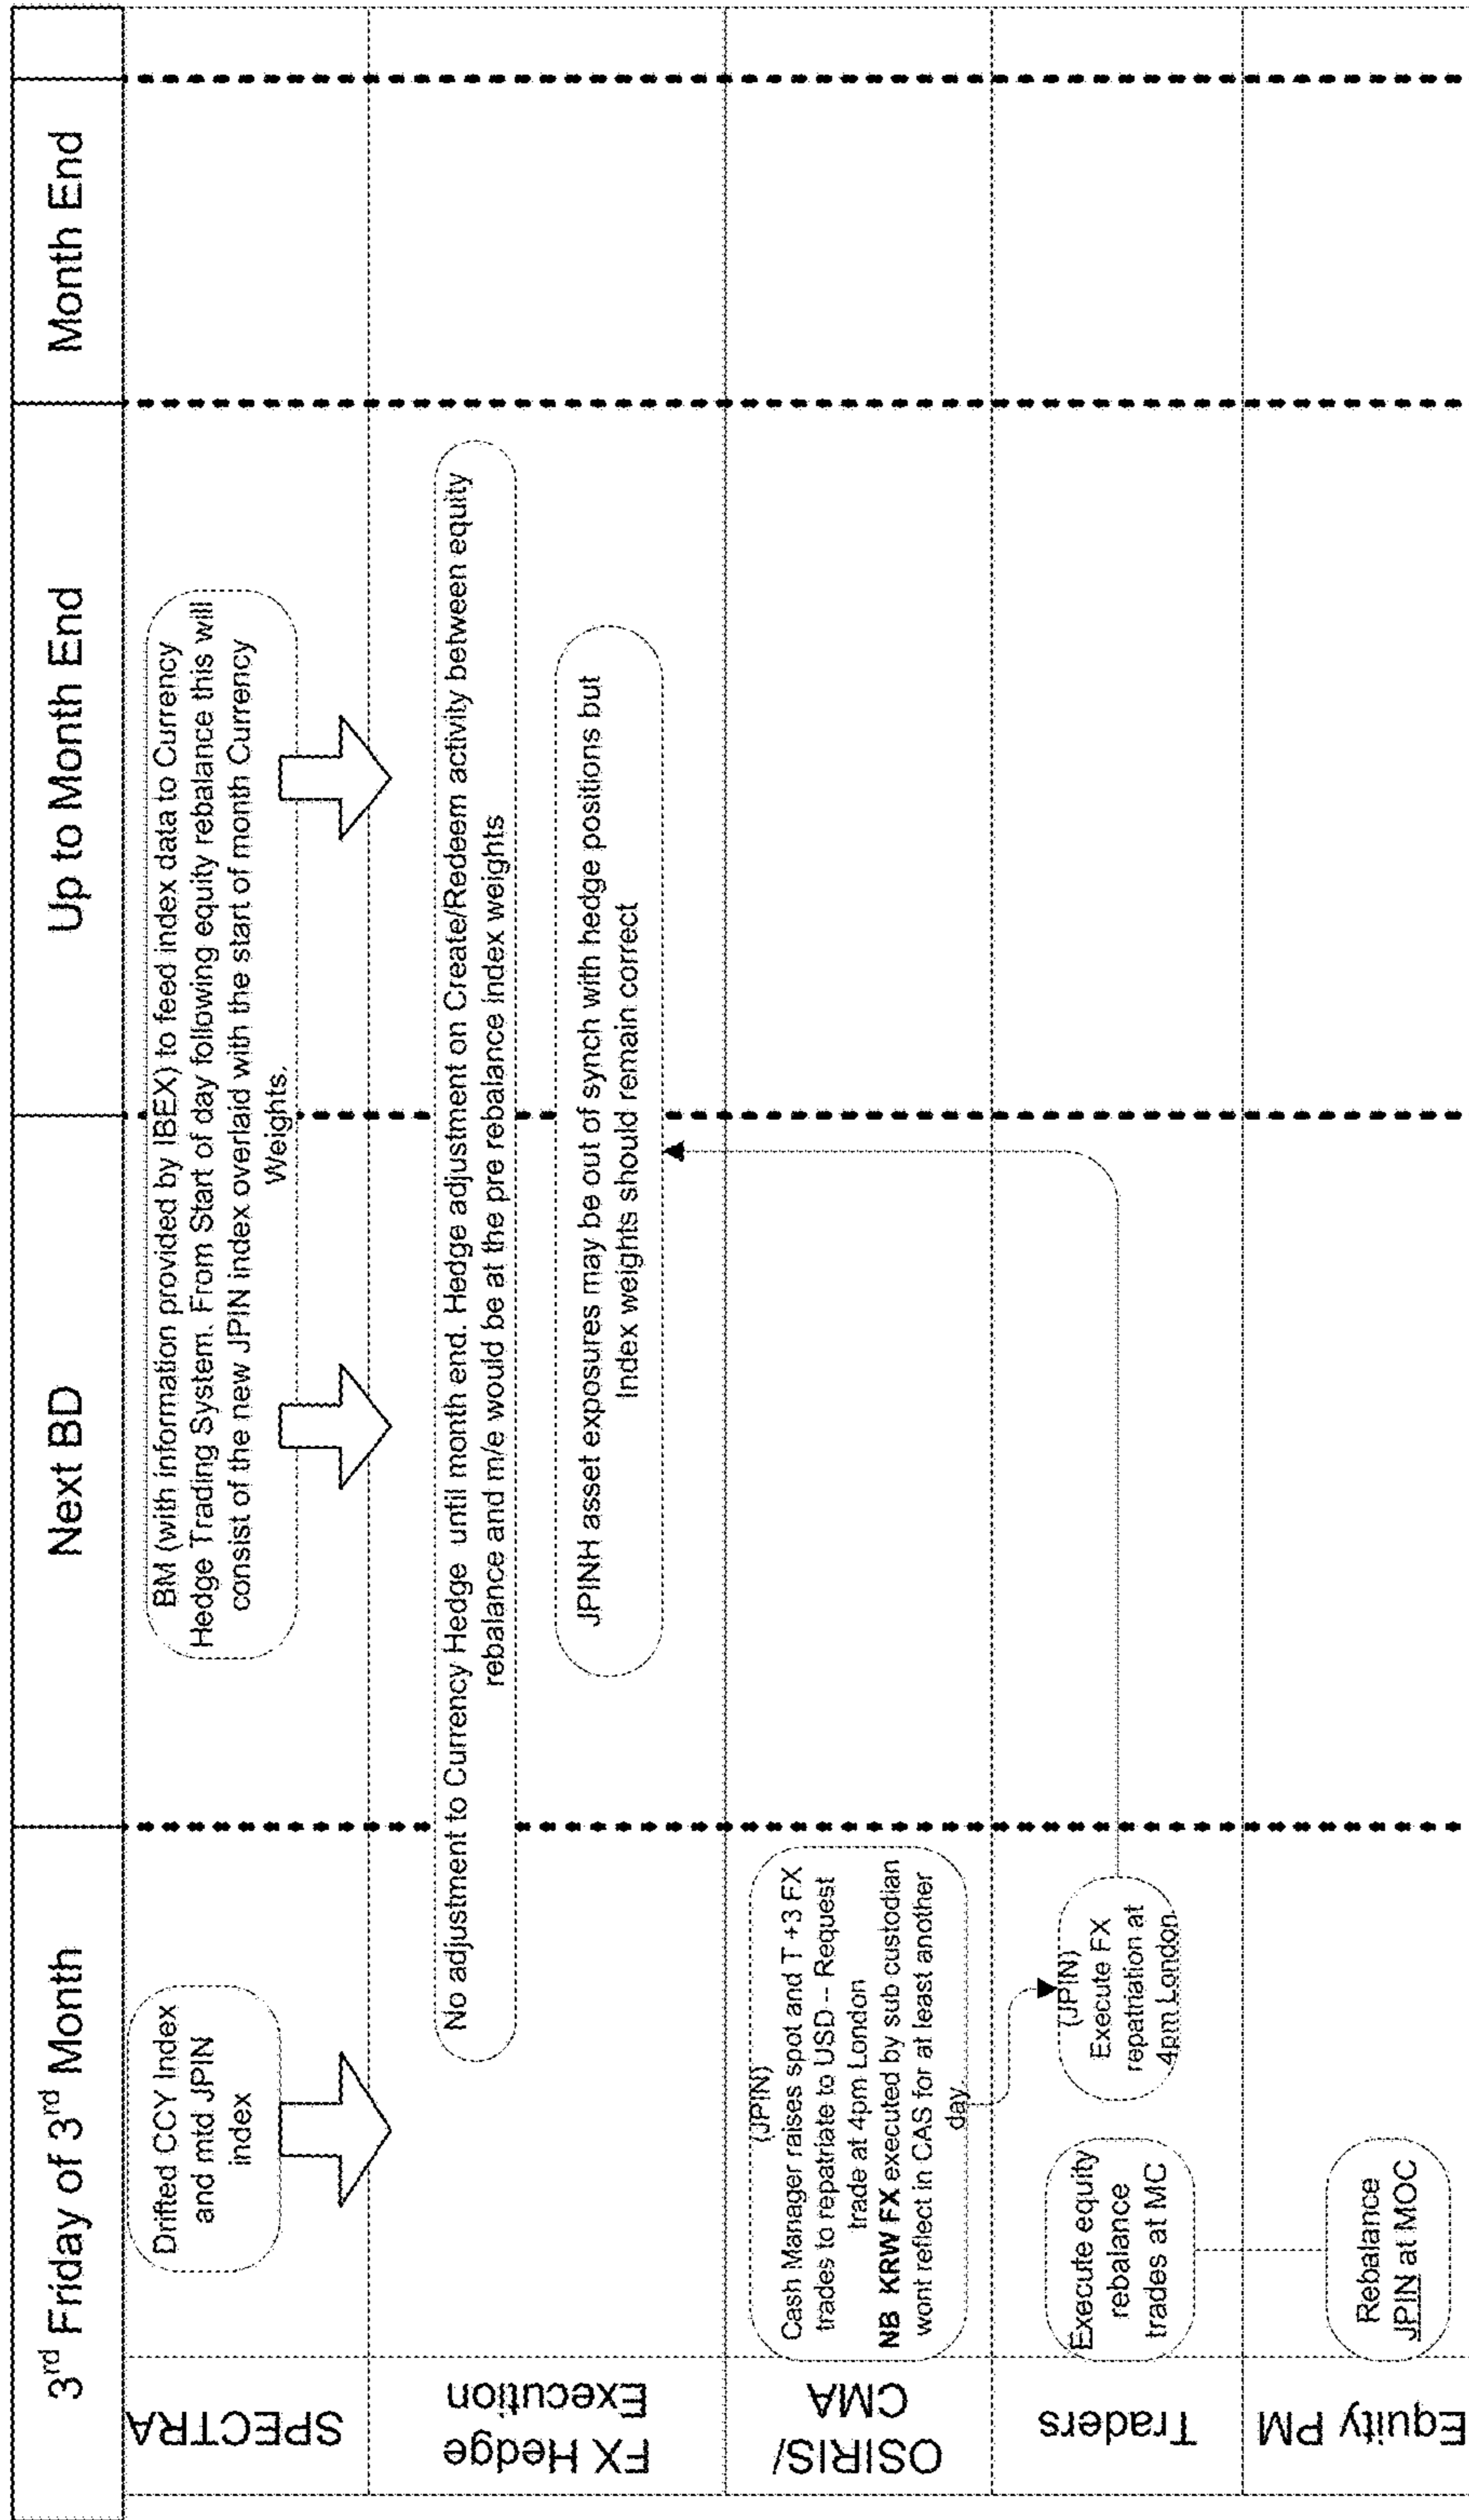 3rd Friday of 3rd Month
Next BD
Up to Month End
Month End
SPECTRA
Drifted CCY Index
and mtd JPIN
index
BM (with information provided by IBEX) to feed index data to Currency
Hedge Trading System. From Start of day following equity rebalance this will
consist of the new JPIN index overlaid with the start of month Currency
Weights.
FX Hedge
Execution
No adjustment to Currency Hedge until month end. Hedge adjustment on Create/Redeem activity between equity
rebalance and m/e would be at the pre rebalance index weights
JPINH asset exposures may be out of synch with hedge positions but
Index weights should remain correct
OSIRIS/
CMA
(JPIN)
Cash Manager raises spot and T +3 FX
trades to repatriate to USD -- Request
trade at 4pm London
NB KRW FX executed by sub custodian
wont reflect in CAS for at least another
day.
Traders
Execute equity
rebalance
trades at MC
(JPIN)
Execute FX
repatriation at
4pm London
Equity PM
Rebalance
JPIN at MOC